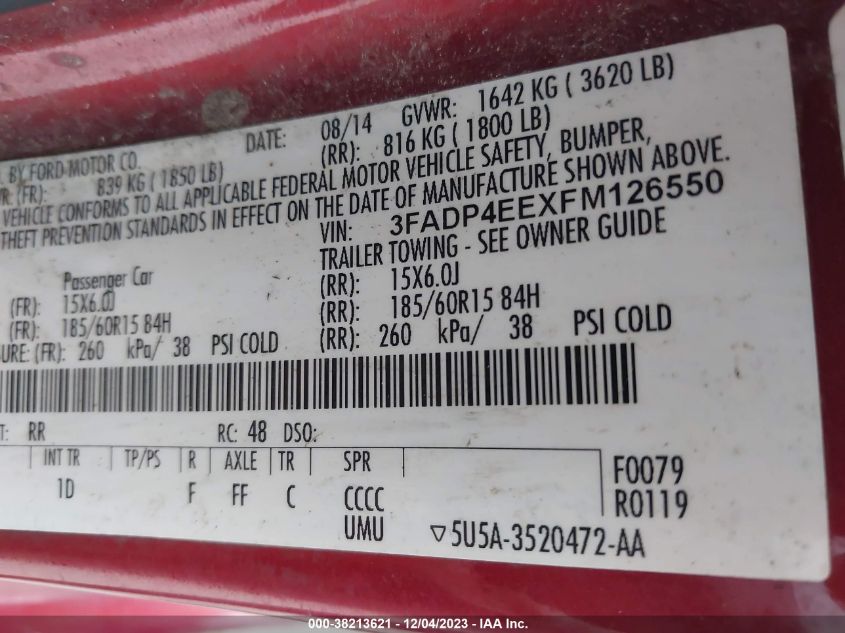 BY FORD MOTOR CO.
DATE: 08/14 GVWR: 1642 KG ( 3620 LB)
(FR): 839 KG ( 1850 LB) (RR): 816 KG ( 1800 LB)
VEHICLE CONFORMS TO ALL APPLICABLE FEDERAL MOTOR VEHICLE SAFETY, BUMPER,
THEFT PREVENTION STANDARDS IN EFFECT ON THE DATE OF MANUFACTURE SHOWN ABOVE.
VIN: 3FADP4EEXFM126550
Passenger Car TRAILER TOWING - SEE OWNER GUIDE
(FR): 15X6.0J (RR): 15X6.0J
(FR): 185/60R15 84H (RR): 185/60R15 84H
(FR): 260 kPa/ 38 PSI COLD (RR): 260 kPa/ 38 PSI COLD
RR RC: 48 DSO:
INT TR TP/PS R AXLE TR SPR
1D F FF C CCCC
UMU
F0079
R0119
▽5U5A-3520472-AA
000-38213621 - 12/04/2023 - IAA Inc.